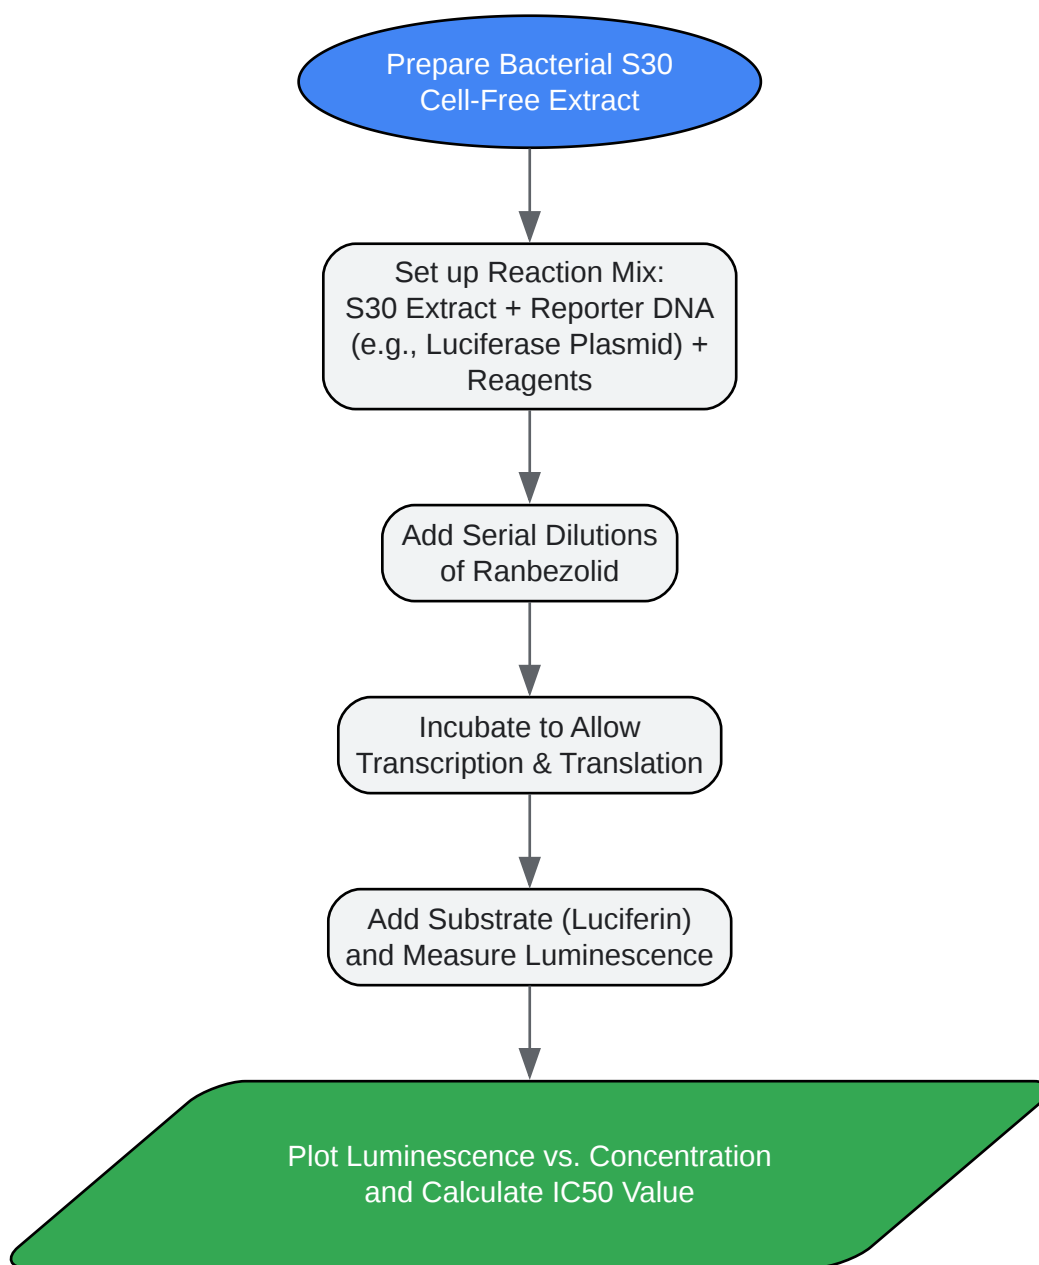 Prepare Bacterial S30
Cell-Free Extract
Set up Reaction Mix:
S30 Extract + Reporter DNA
(e.g., Luciferase Plasmid) +
Reagents
Add Serial Dilutions
of Ranbezolid
Incubate to Allow
Transcription & Translation
Add Substrate (Luciferin)
and Measure Luminescence
Plot Luminescence vs. Concentration
and Calculate IC50 Value